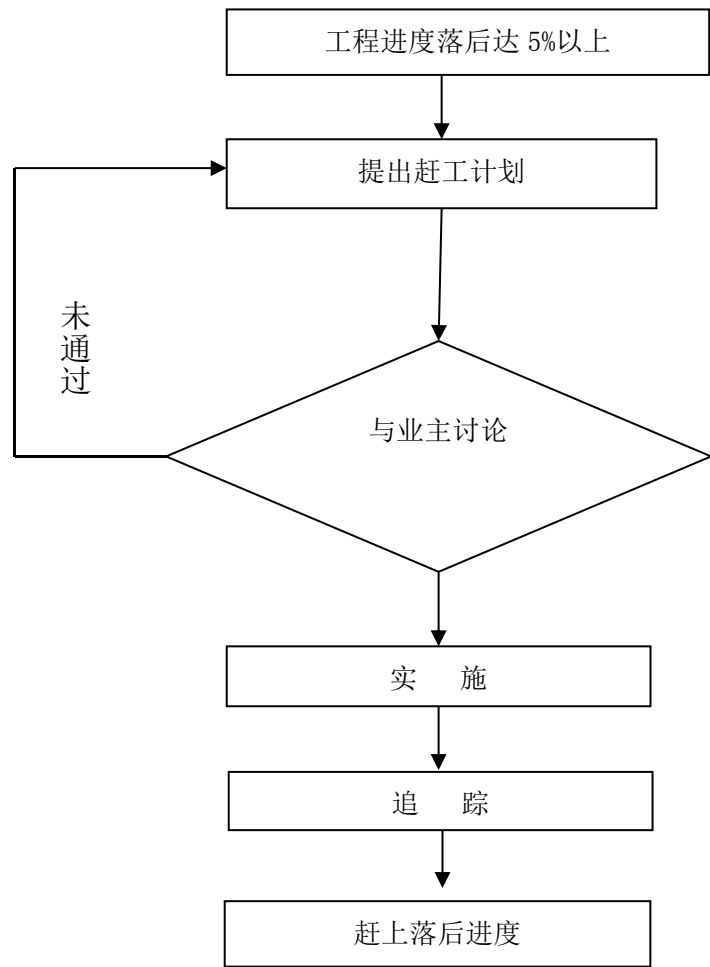 工程进度落后达 5%以上
提出赶工计划
未通过
与业主讨论
实 施
追 踪
赶上落后进度